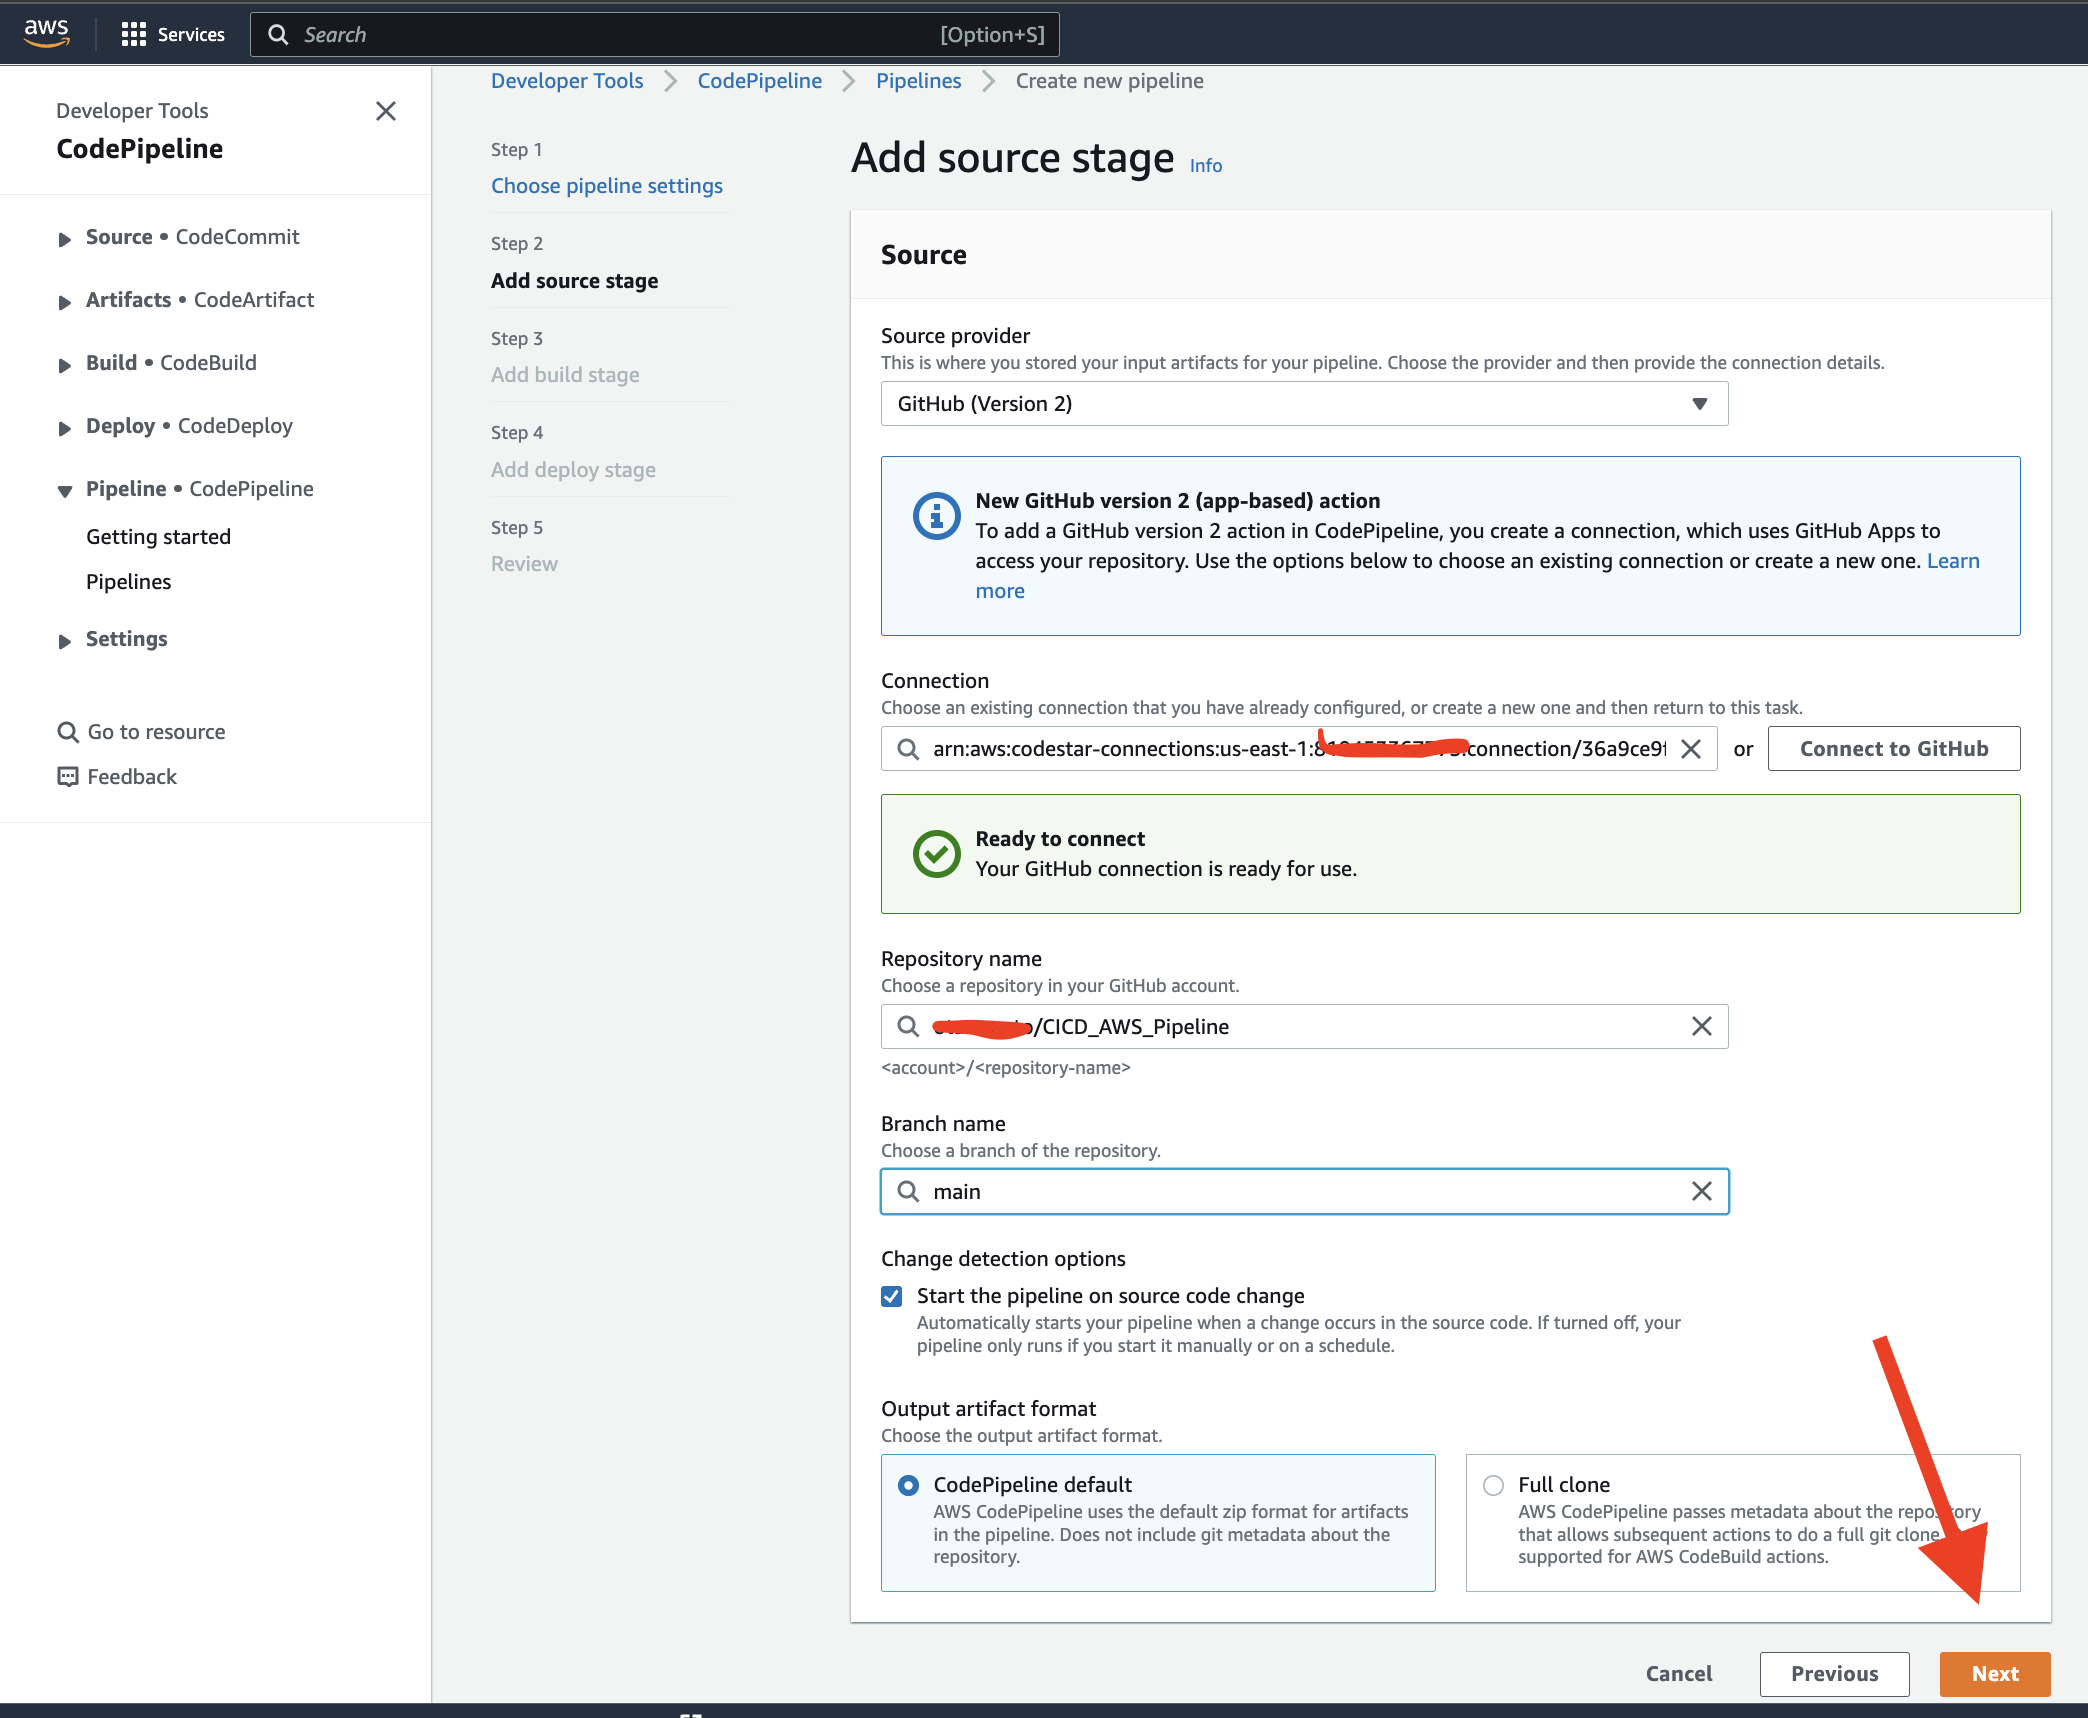 aws
Services
Search
[Option+S]
Developer Tools
CodePipeline
Source • CodeCommit
Artifacts • CodeArtifact
Build • CodeBuild
Deploy • CodeDeploy
Pipeline • CodePipeline
Getting started
Pipelines
Settings
Go to resource
Feedback
Developer Tools
CodePipeline
Pipelines
Create new pipeline
Step 1
Choose pipeline settings
Step 2
Add source stage
Step 3
Add build stage
Step 4
Add deploy stage
Step 5
Review
Add source stage Info
Source
Source provider
This is where you stored your input artifacts for your pipeline. Choose the provider and then provide the connection details.
GitHub (Version 2)
New GitHub version 2 (app-based) action
To add a GitHub version 2 action in CodePipeline, you create a connection, which uses GitHub Apps to
access your repository. Use the options below to choose an existing connection or create a new one. Learn
more
Connection
Choose an existing connection that you have already configured, or create a new one and then return to this task.
arn:aws:codestar-connections:us-east-1: :connection/36a9ce9f
or
Connect to GitHub
Ready to connect
Your GitHub connection is ready for use.
Repository name
Choose a repository in your GitHub account.
/CICD_AWS_Pipeline
<account>/<repository-name>
Branch name
Choose a branch of the repository.
main
Change detection options
Start the pipeline on source code change
Automatically starts your pipeline when a change occurs in the source code. If turned off, your
pipeline only runs if you start it manually or on a schedule.
Output artifact format
Choose the output artifact format.
CodePipeline default
AWS CodePipeline uses the default zip format for artifacts
in the pipeline. Does not include git metadata about the
repository.
Full clone
AWS CodePipeline passes metadata about the repository
that allows subsequent actions to do a full git clone
supported for AWS CodeBuild actions.
Cancel
Previous
Next